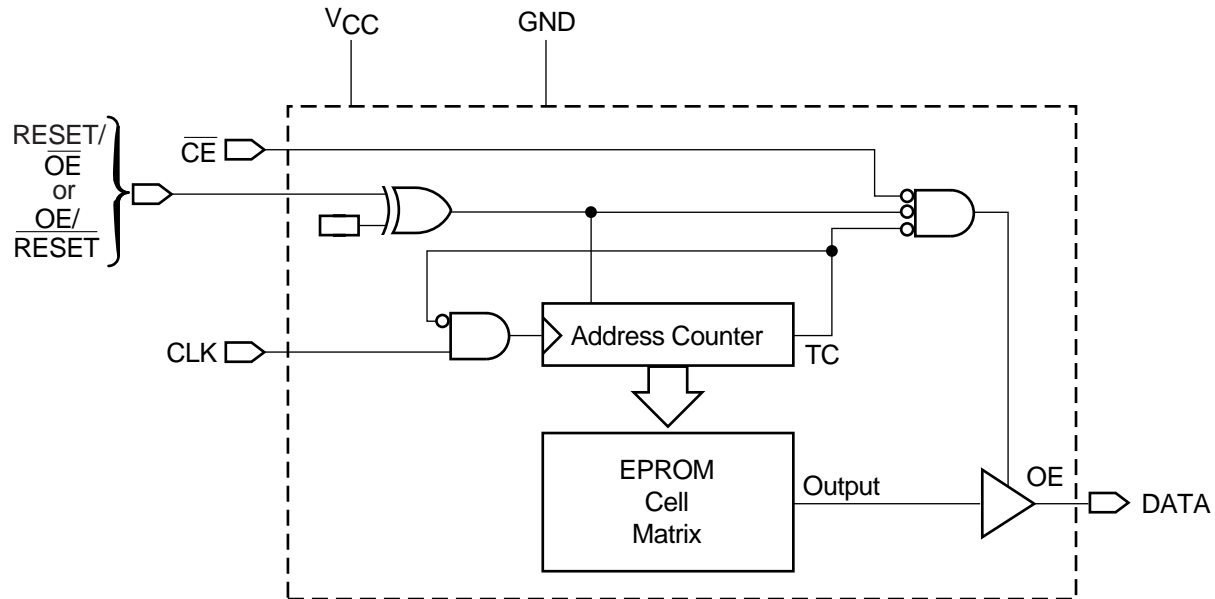 VCC
GND
RESET/
OE
or
OE/
RESET
CE
CLK
Address Counter
TC
EPROM
Cell
Matrix
Output
OE
DATA